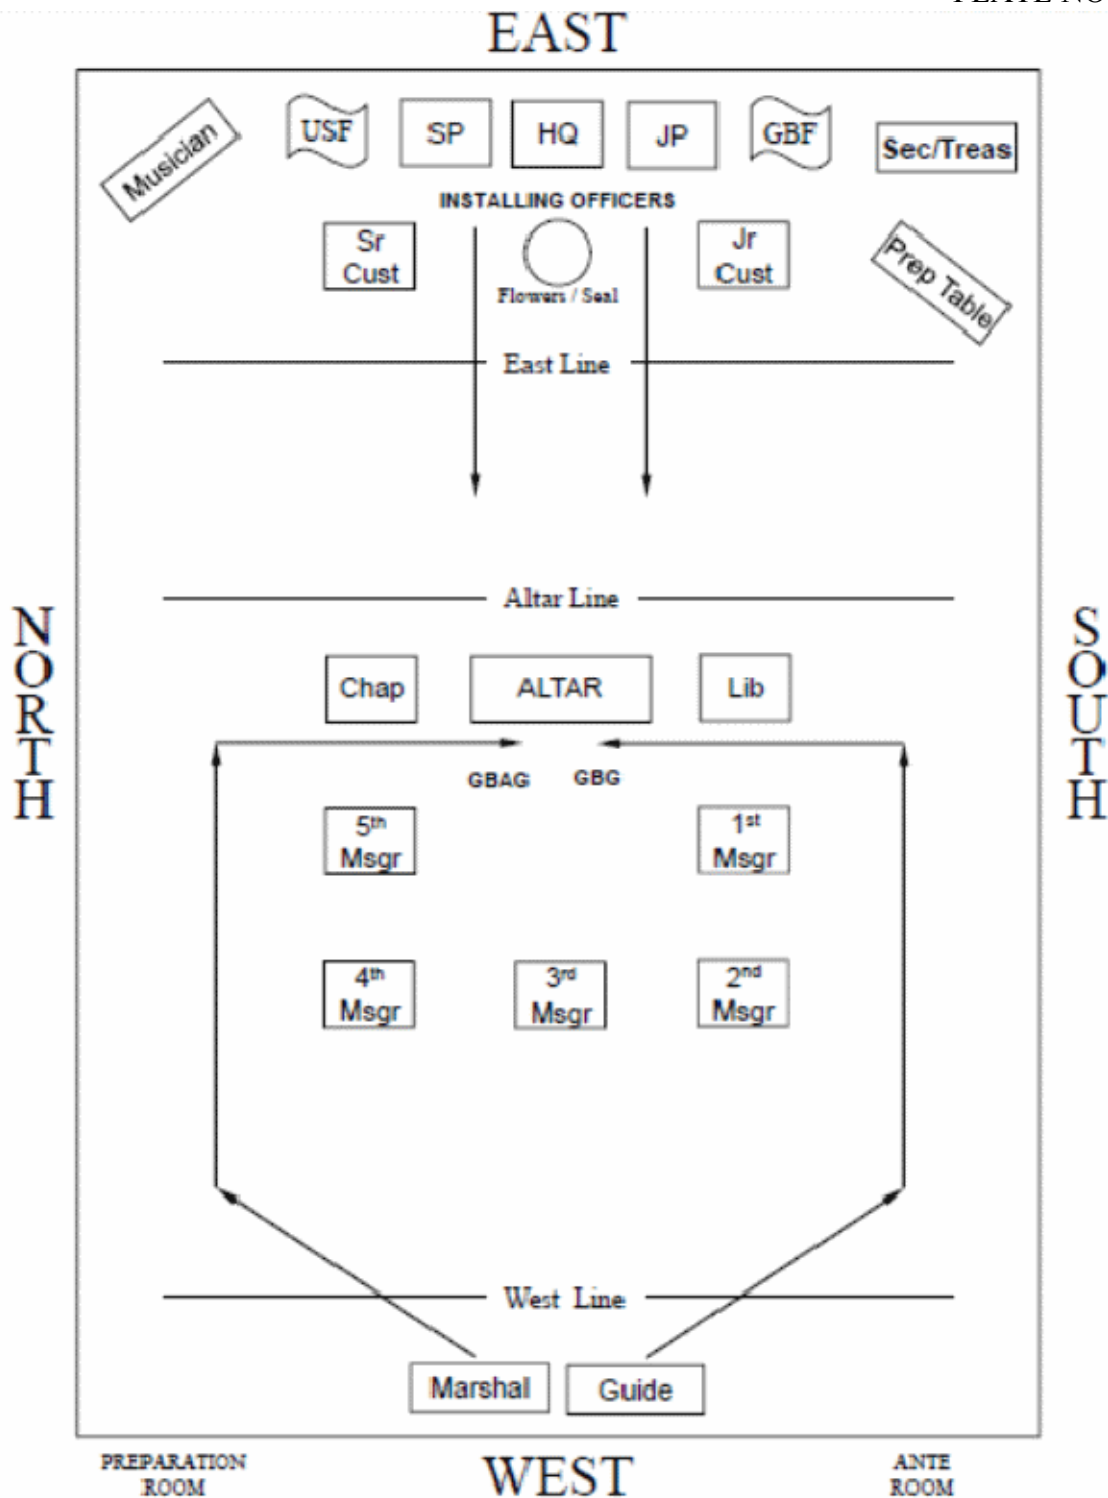 EAST
Musician
USF
SP
HQ
JP
GBF
Sec/Treas
INSTALLING OFFICERS
Sr
Cust
Jr
Cust
Flowers / Seal
Prep Table
East Line
Altar Line
NORTH
SOUTH
Chap
ALTAR
Lib
GBAG
GBG
5th
Msgr
1st
Msgr
4th
Msgr
3rd
Msgr
2nd
Msgr
West Line
Marshal
Guide
PREPARATION
ROOM
WEST
ANTE
ROOM